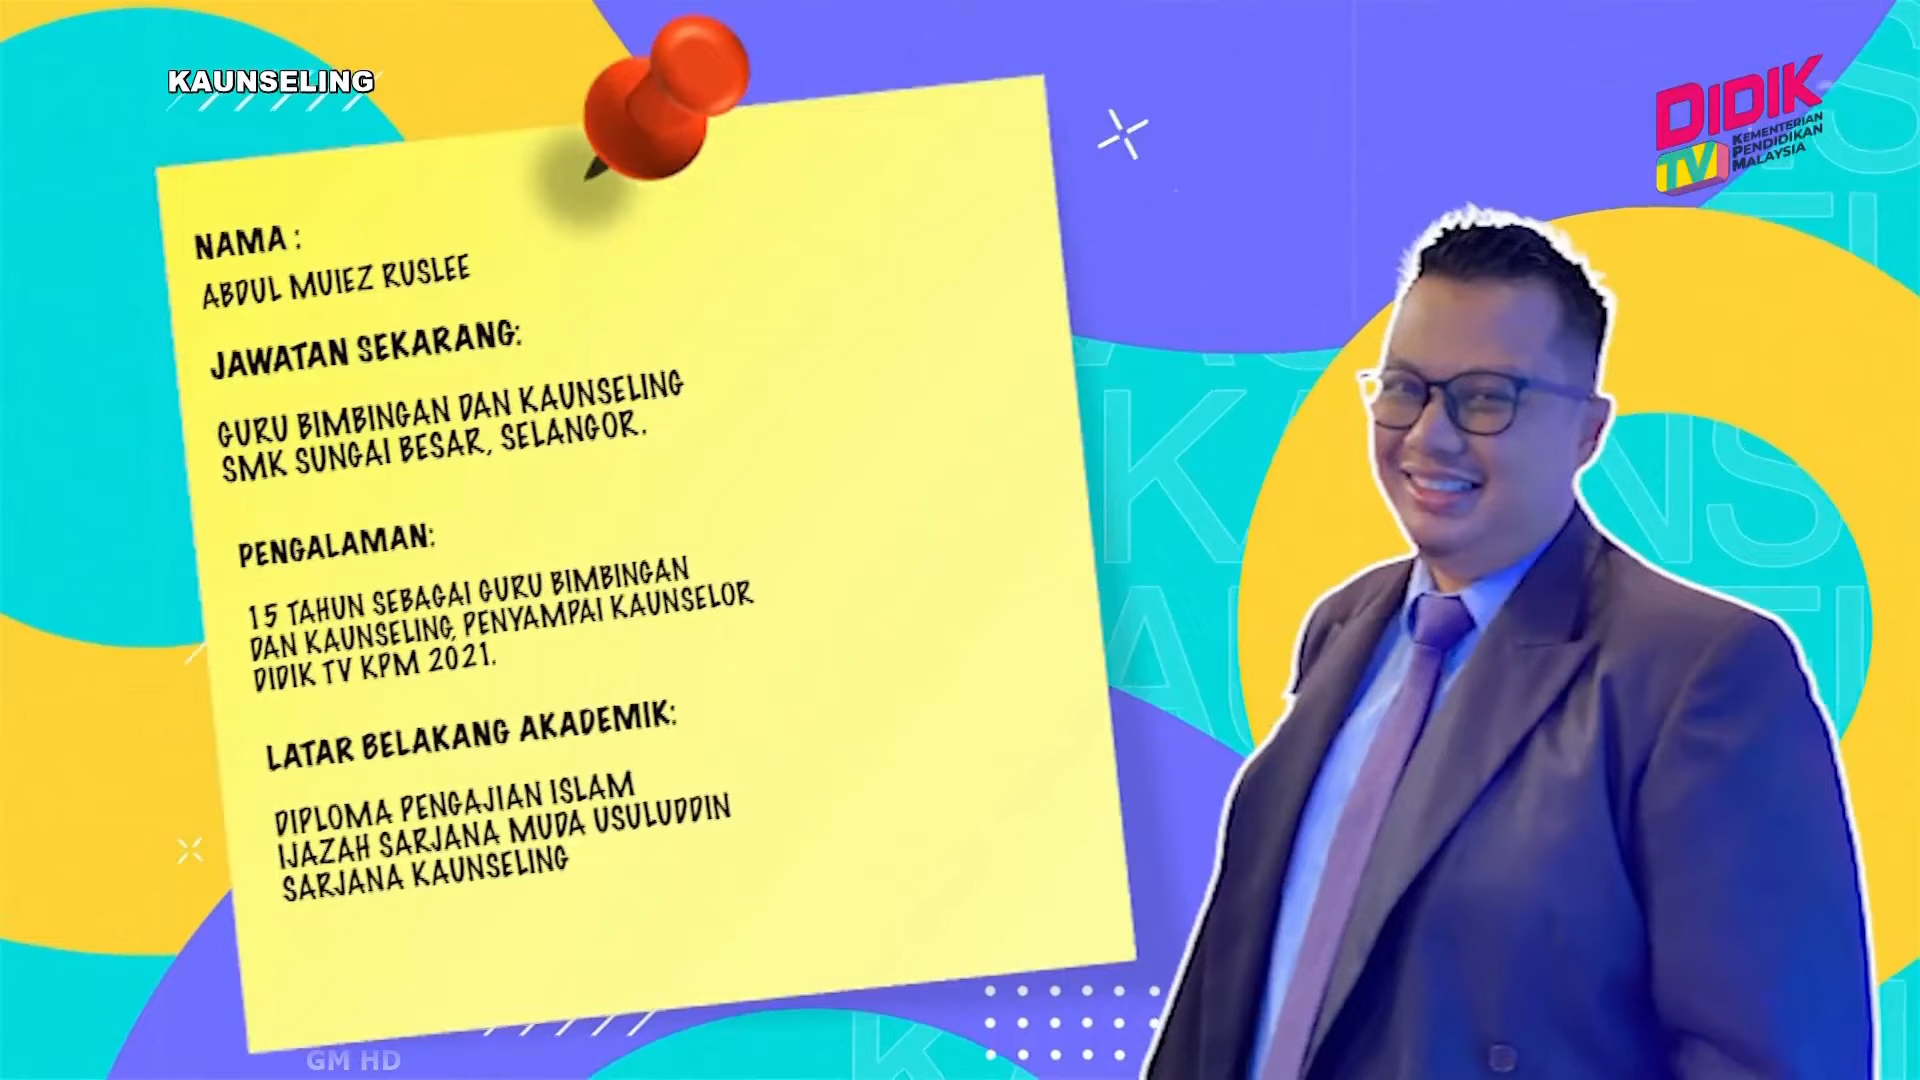 KAUNSELING
DIDIK
TV
KEMENTERIAN
PENDIDIKAN
MALAYSIA
NAMA :
ABDUL MUIEZ RUSLEE
JAWATAN SEKARANG:
GURU BIMBINGAN DAN KAUNSELING
SMK SUNGAI BESAR, SELANGOR.
PENGALAMAN:
15 TAHUN SEBAGAI GURU BIMBINGAN
DAN KAUNSELING, PENYAMPAI KAUNSELOR
DIDIK TV KPM 2021.
LATAR BELAKANG AKADEMIK:
DIPLOMA PENGAJIAN ISLAM
IJAZAH SARJANA MUDA USULUDDIN
SARJANA KAUNSELING
GM HD